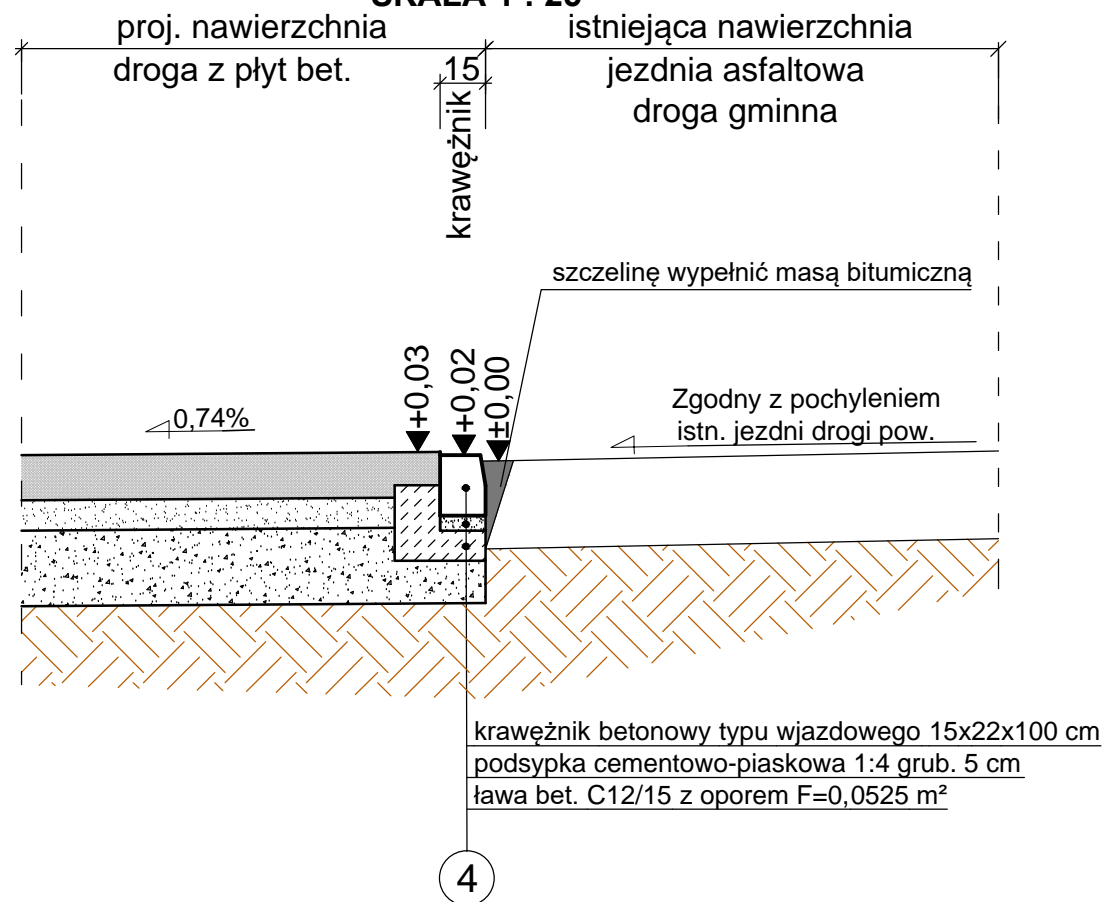 proj. nawierzchnia
droga z płyt bet.
15
krawężnik
istniejąca nawierzchnia
jezdnia asfaltowa
droga gminna
szczelinę wypełnić masą bitumiczną
+0,03
+0,02
±0,00
0,74%
Zgodny z pochyleniem
istn. jezdni drogi pow.
krawężnik betonowy typu wjazdowego 15x22x100 cm
podsypka cementowo-piaskowa 1:4 grub. 5 cm
ława bet. C12/15 z oporem F=0,0525 m²
4